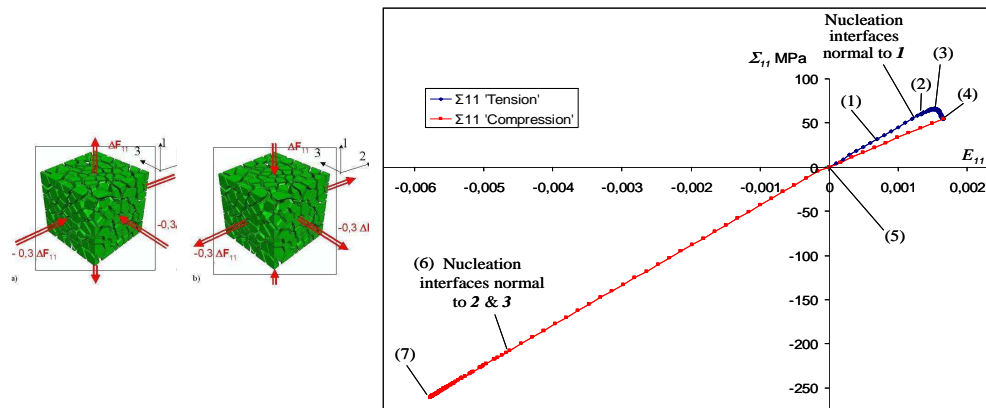 ΔF11
3
1
-0,3
- 0,3 ΔF11
a)
ΔF11
3
1
2
- 0,3 ΔF11
-0,3 ΔI
b)
Σ11 MPa
Nucleation
interfaces
normal to 1
(3)
(2)
(4)
(1)
Σ11 'Tension'
Σ11 'Compression'
100
50
0
-50
-100
-150
-200
-250
-0,006
-0,005
-0,004
-0,003
-0,002
-0,001
0,000
0,001
0,002
E11
(5)
(6) Nucleation
interfaces normal
to 2 & 3
(7)